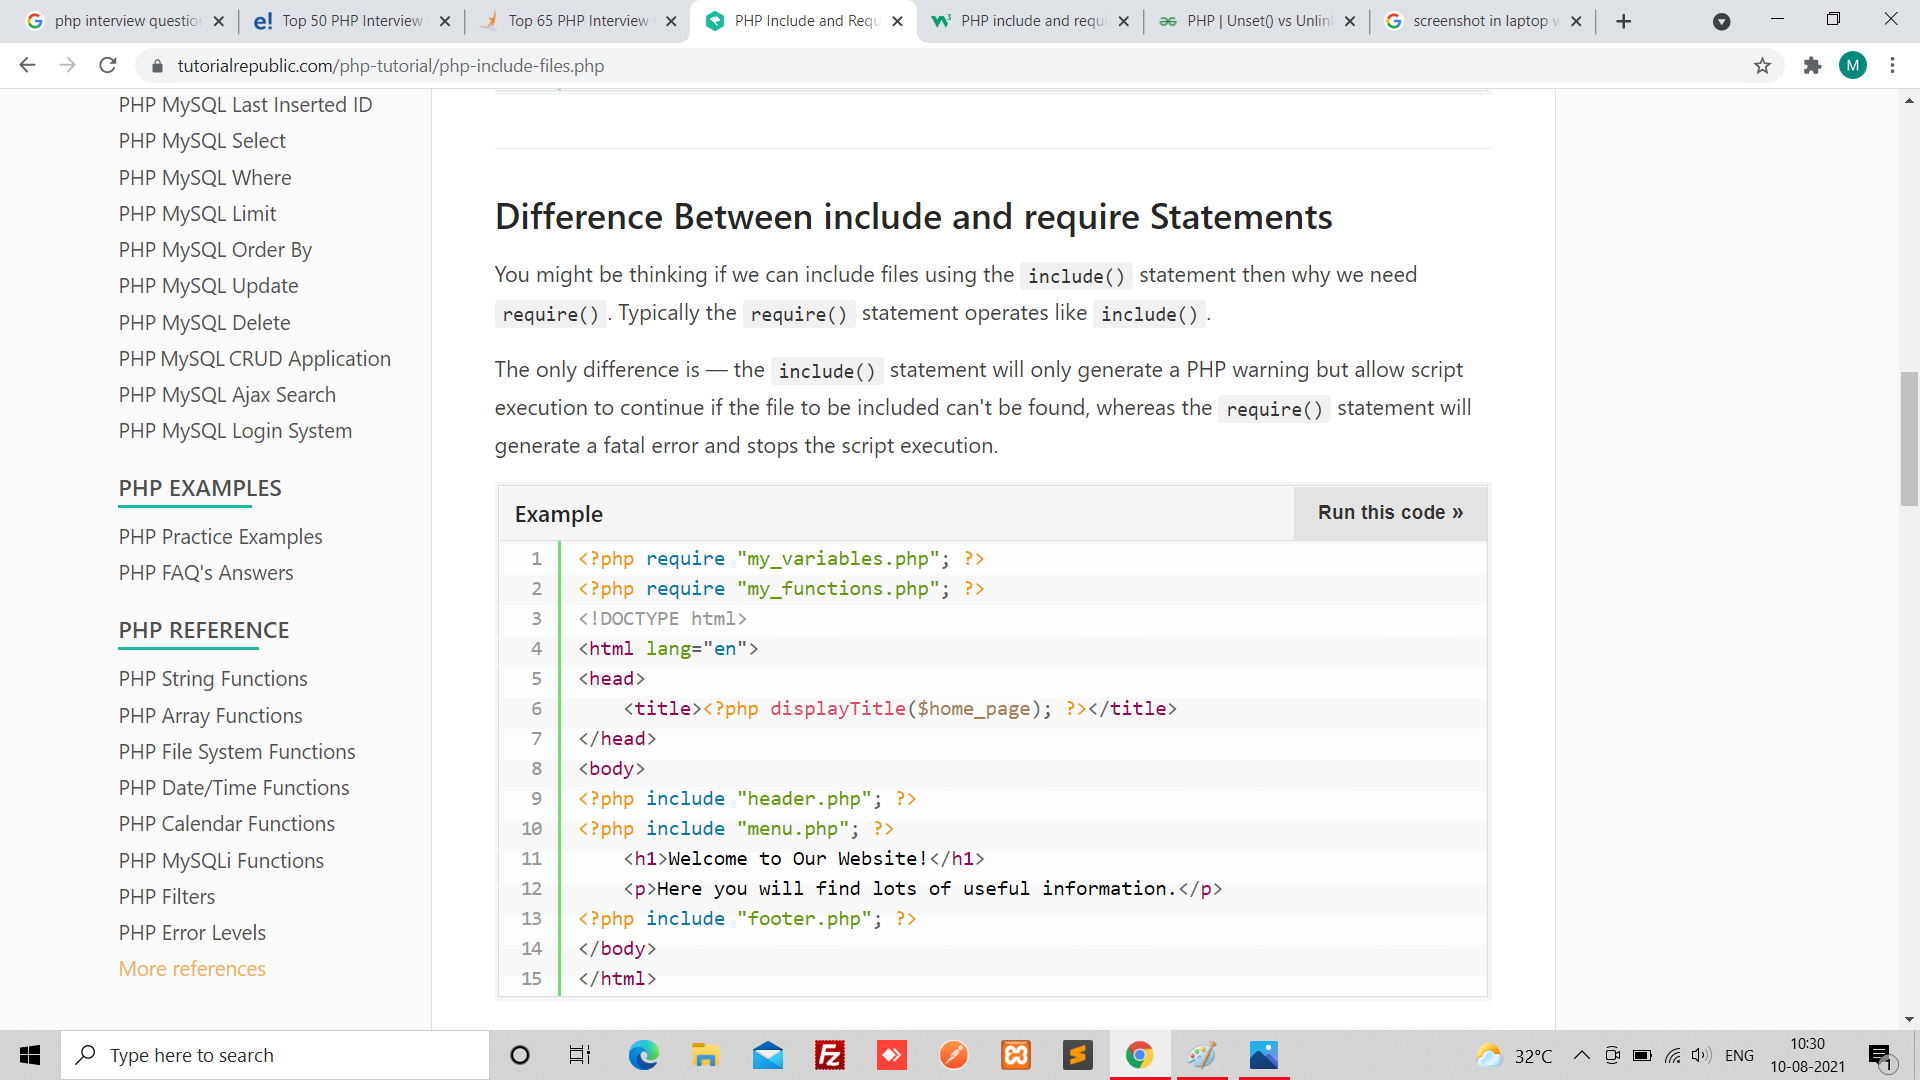 php interview question
Top 50 PHP Interview
Top 65 PHP Interview
PHP Include and Requ
PHP include and requi
PHP | Unset() vs Unlin
screenshot in laptop w
tutorialrepublic.com/php-tutorial/php-include-files.php
M
PHP MySQL Last Inserted ID
PHP MySQL Select
PHP MySQL Where
PHP MySQL Limit
PHP MySQL Order By
PHP MySQL Update
PHP MySQL Delete
PHP MySQL CRUD Application
PHP MySQL Ajax Search
PHP MySQL Login System
PHP EXAMPLES
PHP Practice Examples
PHP FAQ's Answers
PHP REFERENCE
PHP String Functions
PHP Array Functions
PHP File System Functions
PHP Date/Time Functions
PHP Calendar Functions
PHP MySQLi Functions
PHP Filters
PHP Error Levels
More references
Difference Between include and require Statements
You might be thinking if we can include files using the include() statement then why we need
require(). Typically the require() statement operates like include().
The only difference is — the include() statement will only generate a PHP warning but allow script
execution to continue if the file to be included can't be found, whereas the require() statement will
generate a fatal error and stops the script execution.
Example
Run this code »
1 <?php require "my_variables.php"; ?>
2 <?php require "my_functions.php"; ?>
3 <!DOCTYPE html>
4 <html lang="en">
5 <head>
6     <title><?php displayTitle($home_page); ?></title>
7 </head>
8 <body>
9 <?php include "header.php"; ?>
10 <?php include "menu.php"; ?>
11     <h1>Welcome to Our Website!</h1>
12     <p>Here you will find lots of useful information.</p>
13 <?php include "footer.php"; ?>
14 </body>
15 </html>
Type here to search
32°C
ENG
10:30
10-08-2021
1